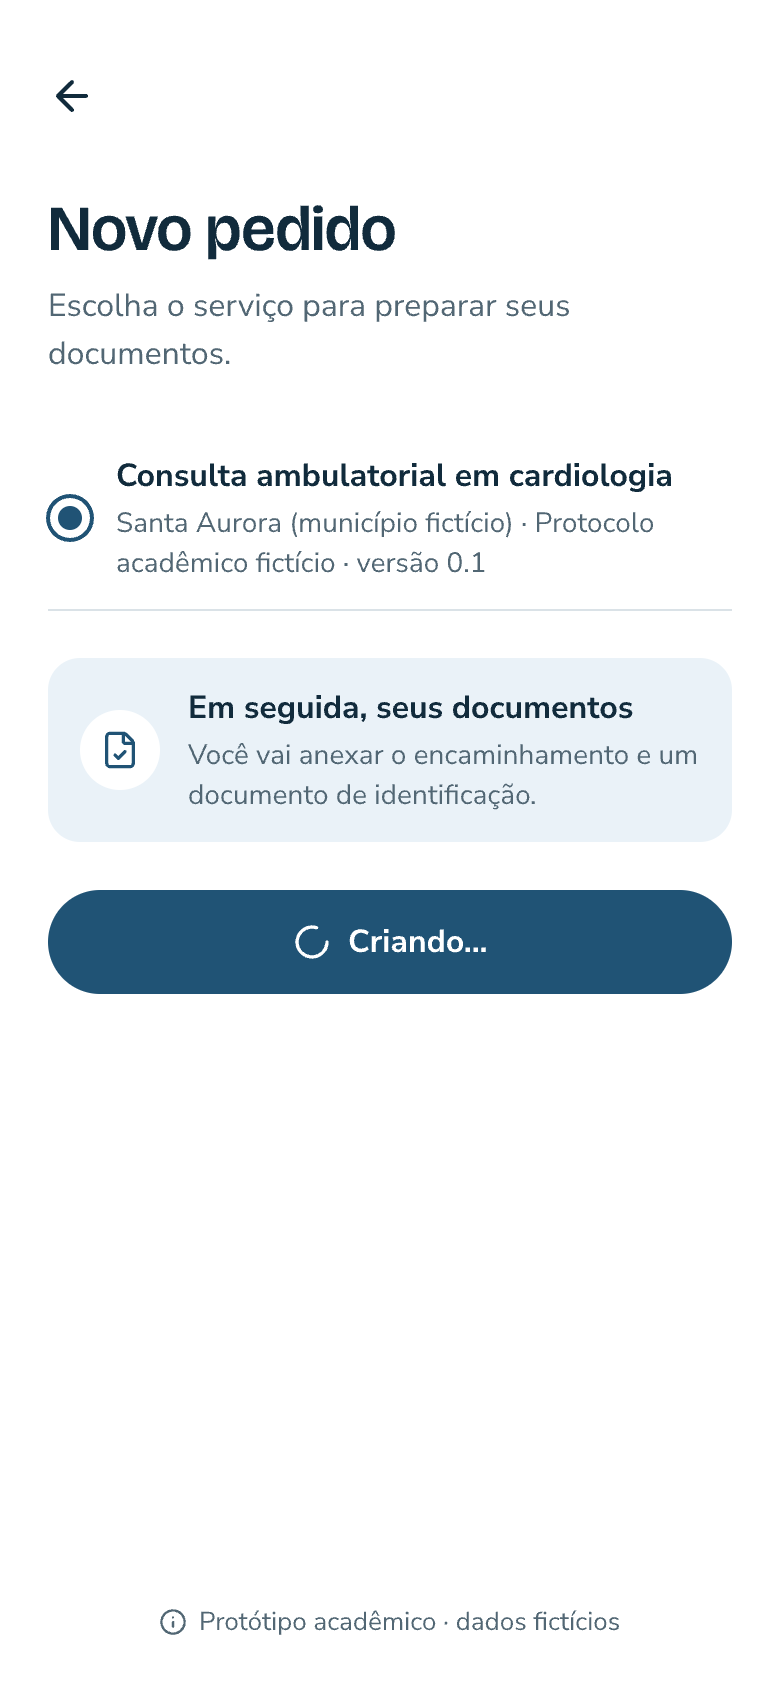 Novo pedido
Escolha o serviço para preparar seus
documentos.
Consulta ambulatorial em cardiologia
Santa Aurora (município fictício) · Protocolo
acadêmico fictício · versão 0.1
Em seguida, seus documentos
Você vai anexar o encaminhamento e um
documento de identificação.
Criando...
Protótipo acadêmico · dados fictícios